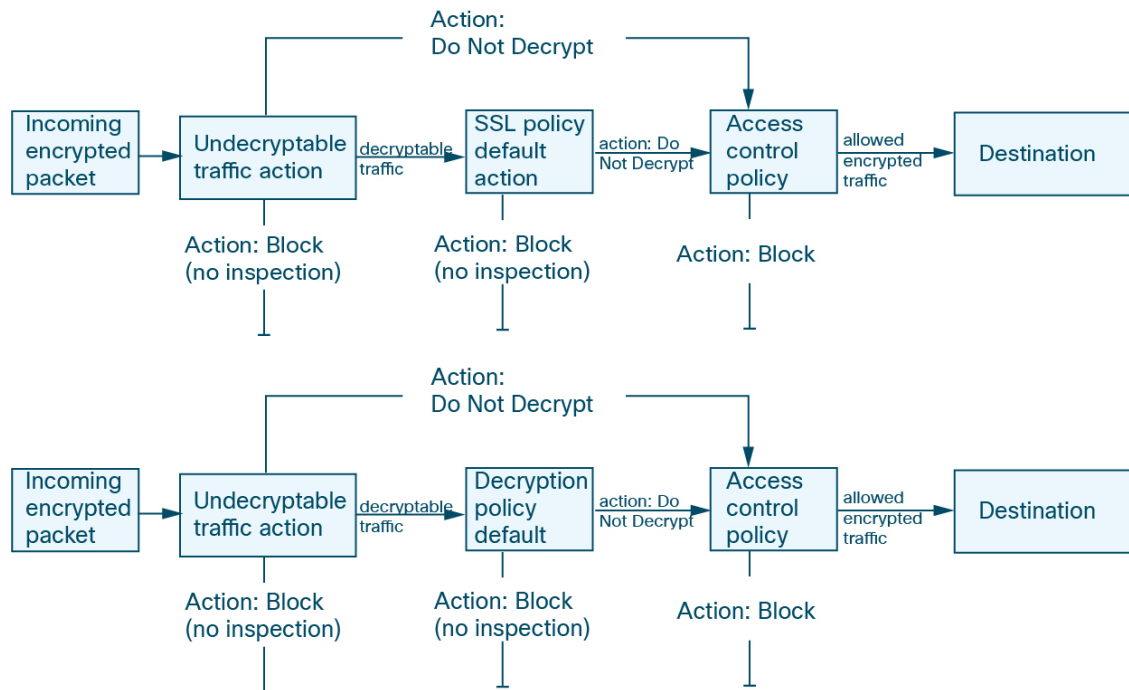 Action:
Do Not Decrypt
Incoming
encrypted
packet
Undecryptable
traffic action
decryptable
traffic
SSL policy
default
action
action: Do
Not Decrypt
Access
control
policy
allowed
encrypted
traffic
Destination
Action: Block
(no inspection)
Action: Block
(no inspection)
Action: Block
Action:
Do Not Decrypt
Incoming
encrypted
packet
Undecryptable
traffic action
decryptable
traffic
Decryption
policy
default
action: Do
Not Decrypt
Access
control
policy
allowed
encrypted
traffic
Destination
Action: Block
(no inspection)
Action: Block
(no inspection)
Action: Block